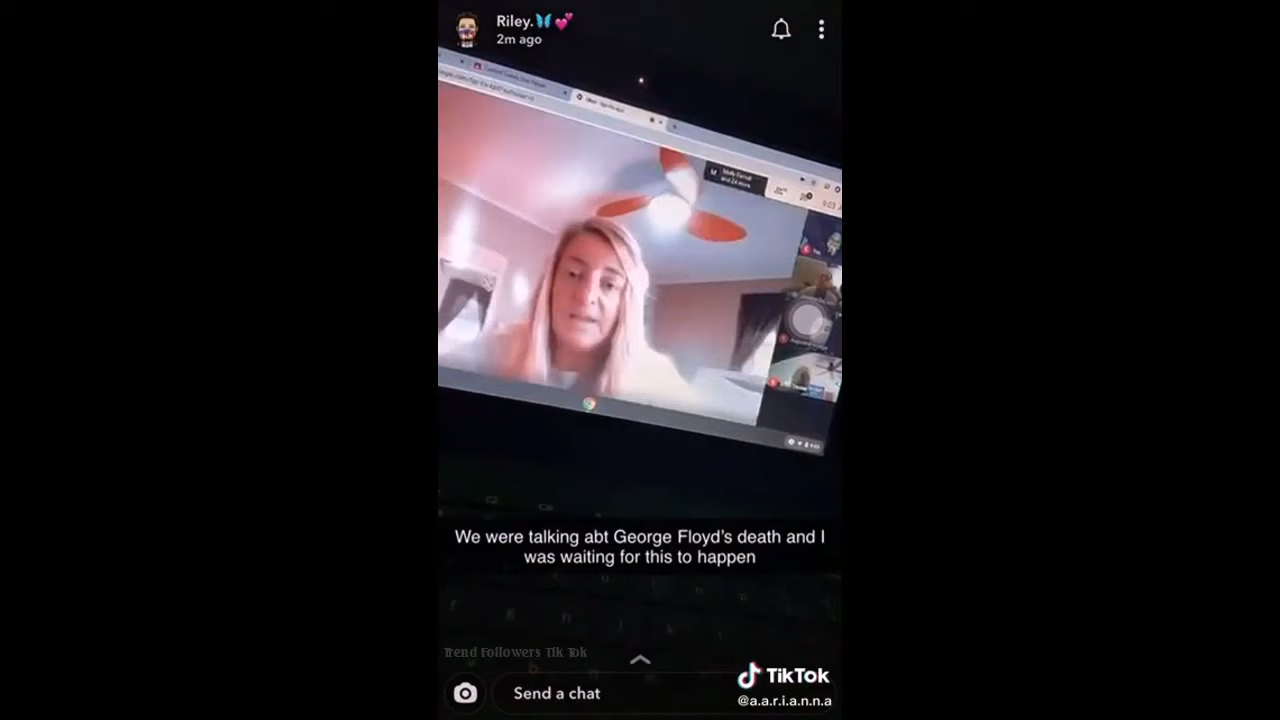 Riley.🦋💕
2m ago
We were talking abt George Floyd's death and I
was waiting for this to happen
Trend Followers Tik Tok
Send a chat
TikTok
@a.a.r.i.a.n.n.a